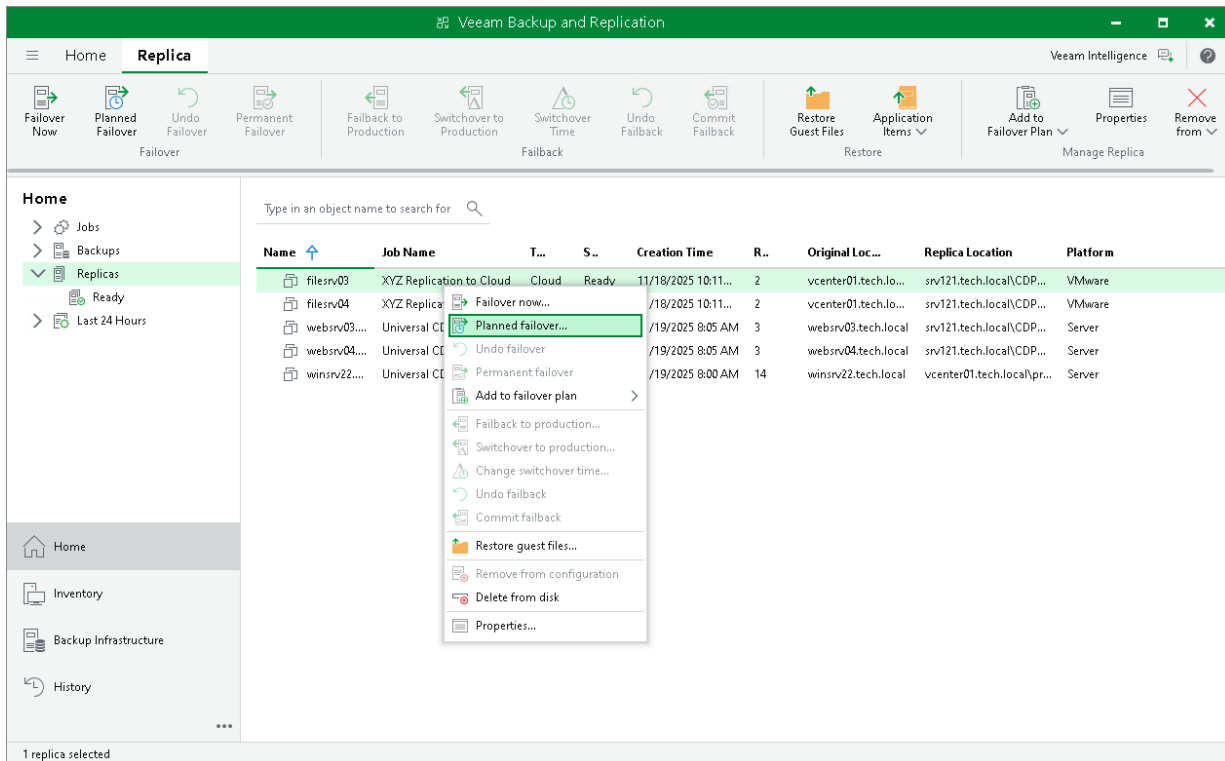 Veeam Backup and Replication
Home Replica Veeam Intelligence
Failover Now Planned Failover Undo Failover Permanent Failover Failback to Production Switchover to Production Switchover Time Undo Failback Commit Failback Restore Guest Files Application Items Add to Failover Plan Properties Remove from
Failover Failback Restore Manage Replica
Home
Jobs
Backups
Replicas
Ready
Last 24 Hours
Type in an object name to search for
Name Job Name T... S.. Creation Time R.. Original Loc... Replica Location Platform
filesrv03 XYZ Replication to Cloud Cloud Ready 11/18/2025 10:11... 2 vcenter01.tech.lo... srv121.tech.local\CDP... VMware
filesrv04 XYZ Replica /18/2025 10:11... 2 vcenter01.tech.lo... srv121.tech.local\CDP... VMware
websrv03.... Universal CD /19/2025 8:05 AM 3 websrv03.tech.local srv121.tech.local\CDP... Server
websrv04.... Universal CD /19/2025 8:05 AM 3 websrv04.tech.local srv121.tech.local\CDP... Server
winsrv22.... Universal CD /19/2025 8:00 AM 14 winsrv22.tech.local vcenter01.tech.local\pr... Server
Failover now...
Planned failover...
Undo failover
Permanent failover
Add to failover plan
Failback to production...
Switchover to production...
Change switchover time...
Undo failback
Commit failback
Restore guest files...
Remove from configuration
Delete from disk
Properties...
Home
Inventory
Backup Infrastructure
History
1 replica selected